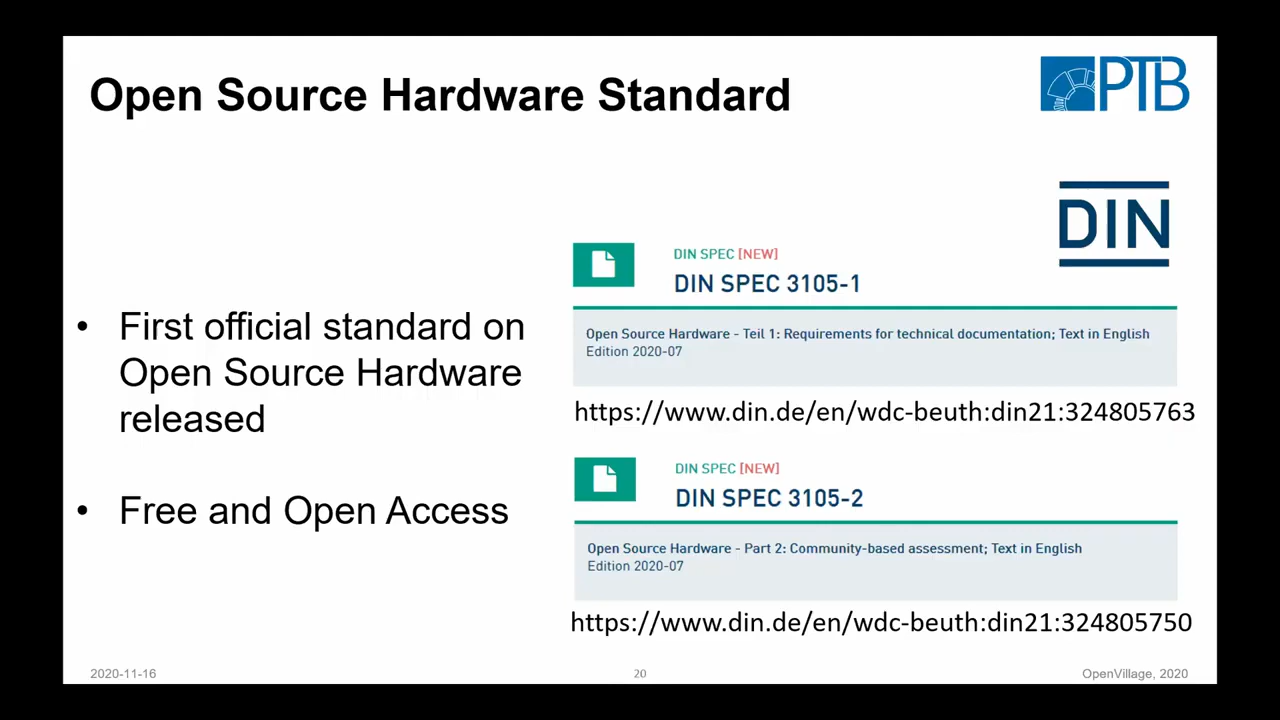 Open Source Hardware Standard
PTB
DIN
• First official standard on
Open Source Hardware
released
• Free and Open Access
DIN SPEC [NEW]
DIN SPEC 3105-1
Open Source Hardware - Teil 1: Requirements for technical documentation; Text in English
Edition 2020-07
https://www.din.de/en/wdc-beuth:din21:324805763
DIN SPEC [NEW]
DIN SPEC 3105-2
Open Source Hardware - Part 2: Community-based assessment; Text in English
Edition 2020-07
https://www.din.de/en/wdc-beuth:din21:324805750
2020-11-16
20
OpenVillage, 2020